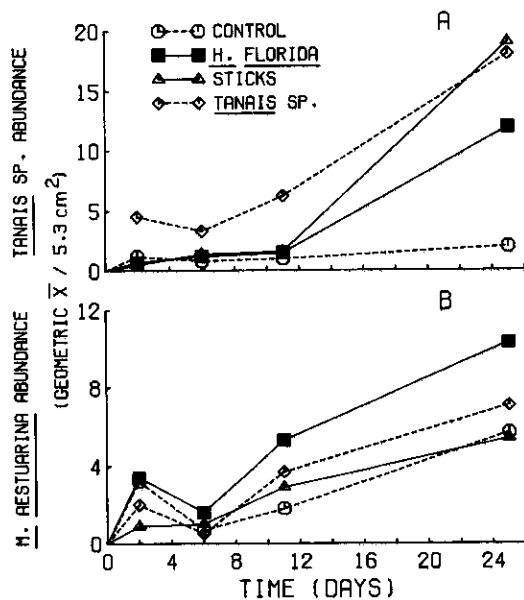 A
CONTROL
H. FLORIDA
STICKS
TANAIS SP.
TANAIS SP. ABUNDANCE
20
15
10
5
0
(GEOMETRIC X̅ / 5.3 cm²)
B
M. AESTUARINA ABUNDANCE
12
8
4
0
0 4 8 12 16 20 24
TIME (DAYS)